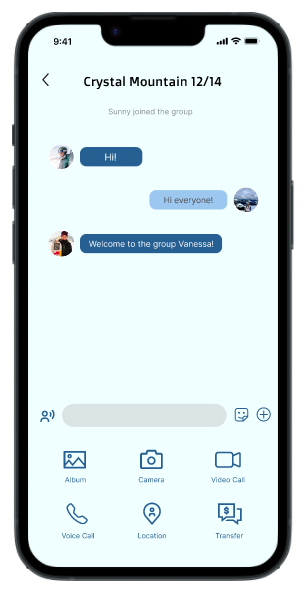 9:41
Crystal Mountain 12/14
Sunny joined the group
Hi!
Hi everyone!
Welcome to the group Vanessa!
Album
Camera
Video Call
Voice Call
Location
Transfer